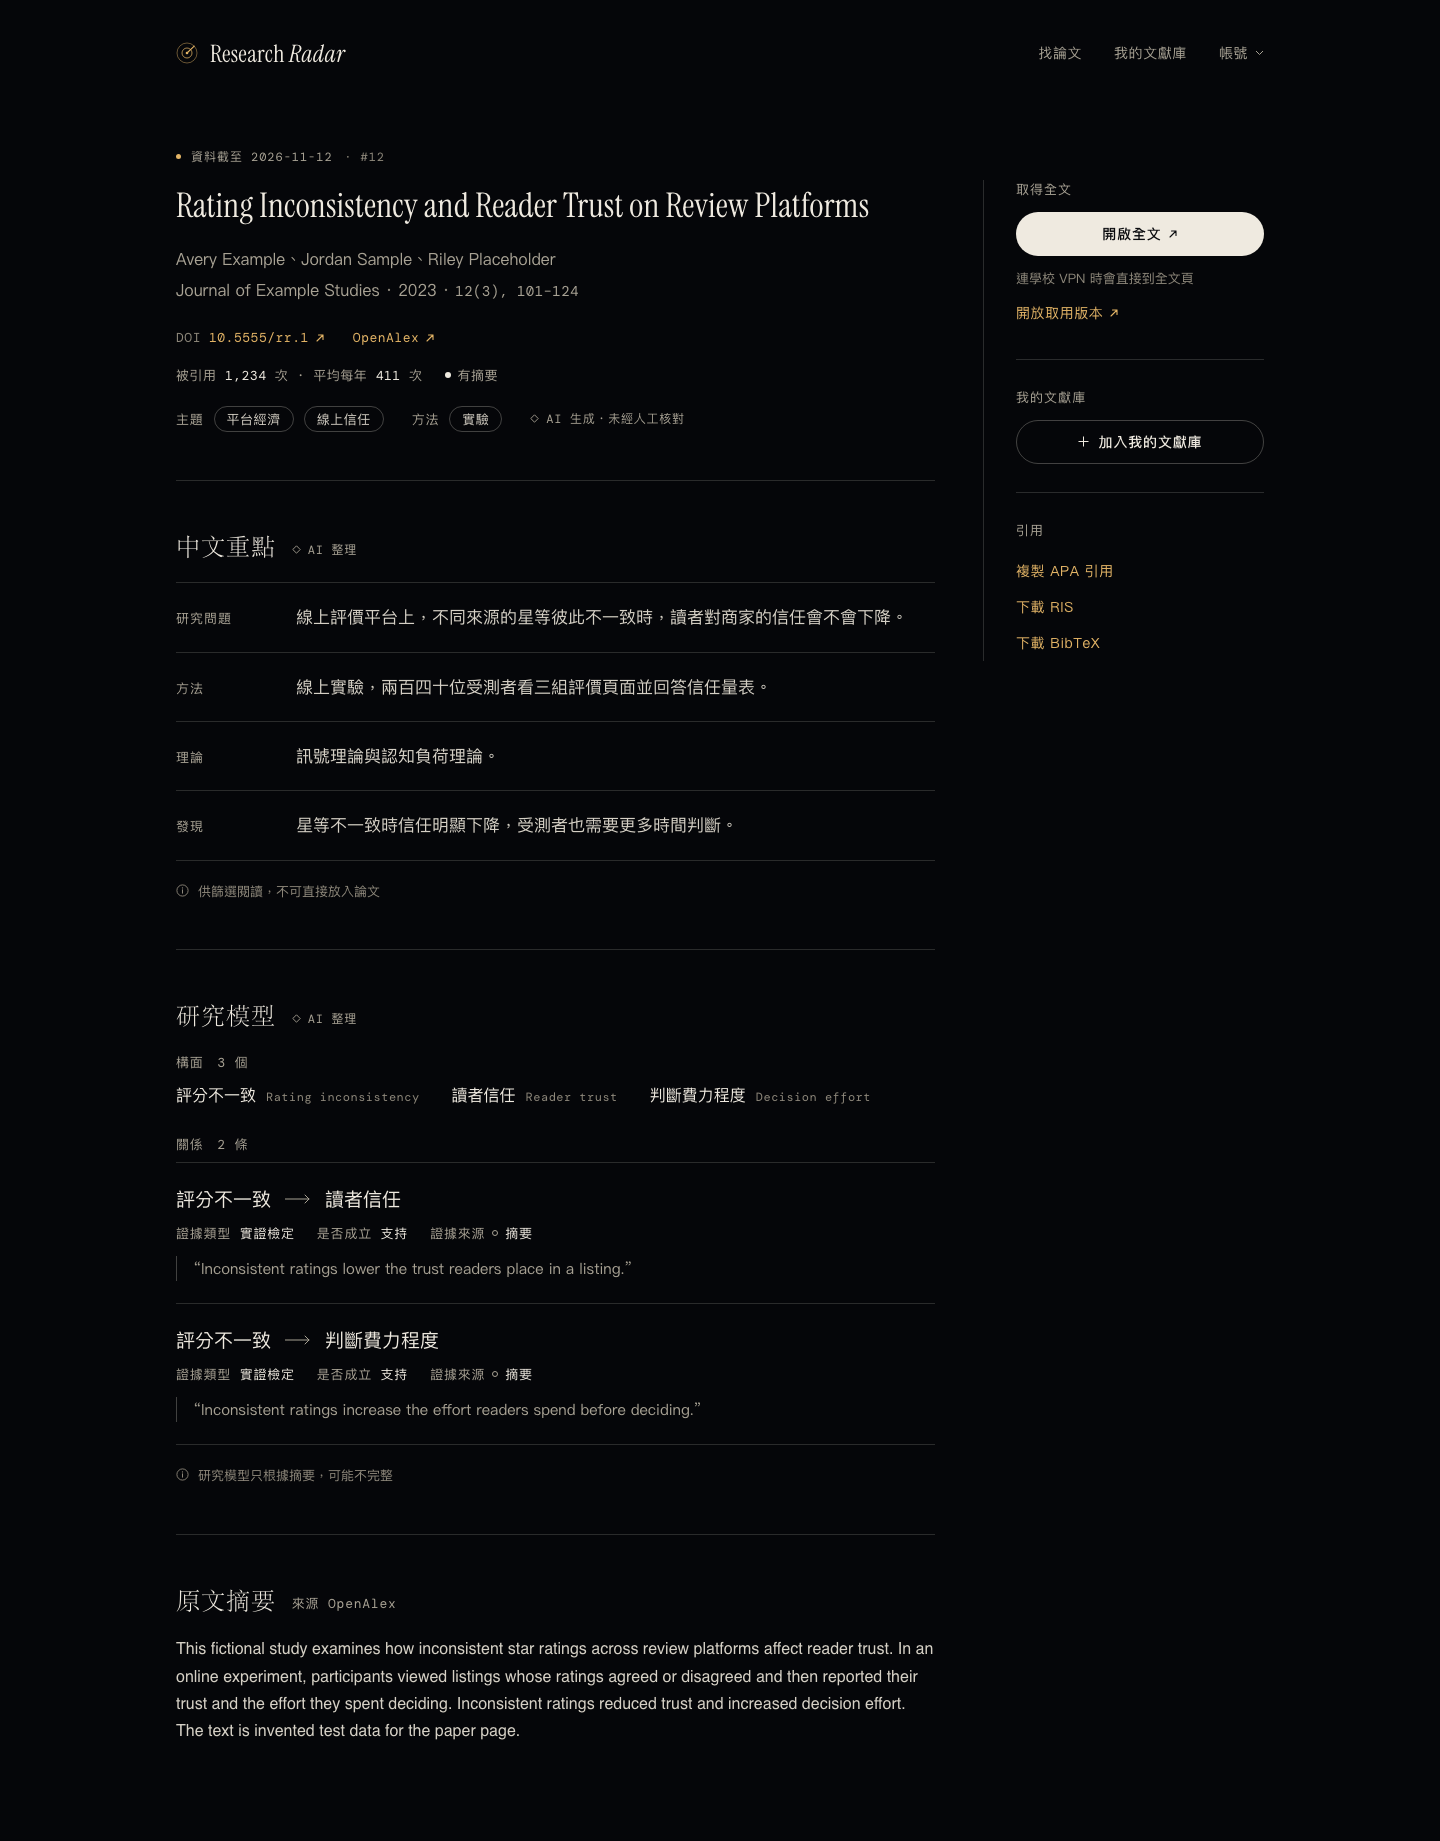 Research Radar
找論文 我的文獻庫 帳號
資料截至 2026-11-12 · #12
Rating Inconsistency and Reader Trust on Review Platforms
Avery Example、Jordan Sample、Riley Placeholder
Journal of Example Studies · 2023 · 12(3), 101-124
DOI 10.5555/rr.1 ↗ OpenAlex ↗
被引用 1,234 次 · 平均每年 411 次 ● 有摘要
主題 平台經濟 線上信任 方法 實驗 ◇ AI 生成·未經人工核對
取得全文
開啟全文 ↗
連學校 VPN 時會直接到全文頁
開放取用版本 ↗
我的文獻庫
+ 加入我的文獻庫
引用
複製 APA 引用
下載 RIS
下載 BibTeX
中文重點 ◇ AI 整理
研究問題 線上評價平台上，不同來源的星等彼此不一致時，讀者對商家的信任會不會下降。
方法 線上實驗，兩百四十位受測者看三組評價頁面並回答信任量表。
理論 訊號理論與認知負荷理論。
發現 星等不一致時信任明顯下降，受測者也需要更多時間判斷。
ⓘ 供篩選閱讀，不可直接放入論文
研究模型 ◇ AI 整理
構面 3 個
評分不一致 Rating inconsistency 讀者信任 Reader trust 判斷費力程度 Decision effort
關係 2 條
評分不一致 → 讀者信任
證據類型 實證檢定 是否成立 支持 證據來源 ○ 摘要
“Inconsistent ratings lower the trust readers place in a listing.”
評分不一致 → 判斷費力程度
證據類型 實證檢定 是否成立 支持 證據來源 ○ 摘要
“Inconsistent ratings increase the effort readers spend before deciding.”
ⓘ 研究模型只根據摘要，可能不完整
原文摘要 來源 OpenAlex
This fictional study examines how inconsistent star ratings across review platforms affect reader trust. In an
online experiment, participants viewed listings whose ratings agreed or disagreed and then reported their
trust and the effort they spent deciding. Inconsistent ratings reduced trust and increased decision effort.
The text is invented test data for the paper page.